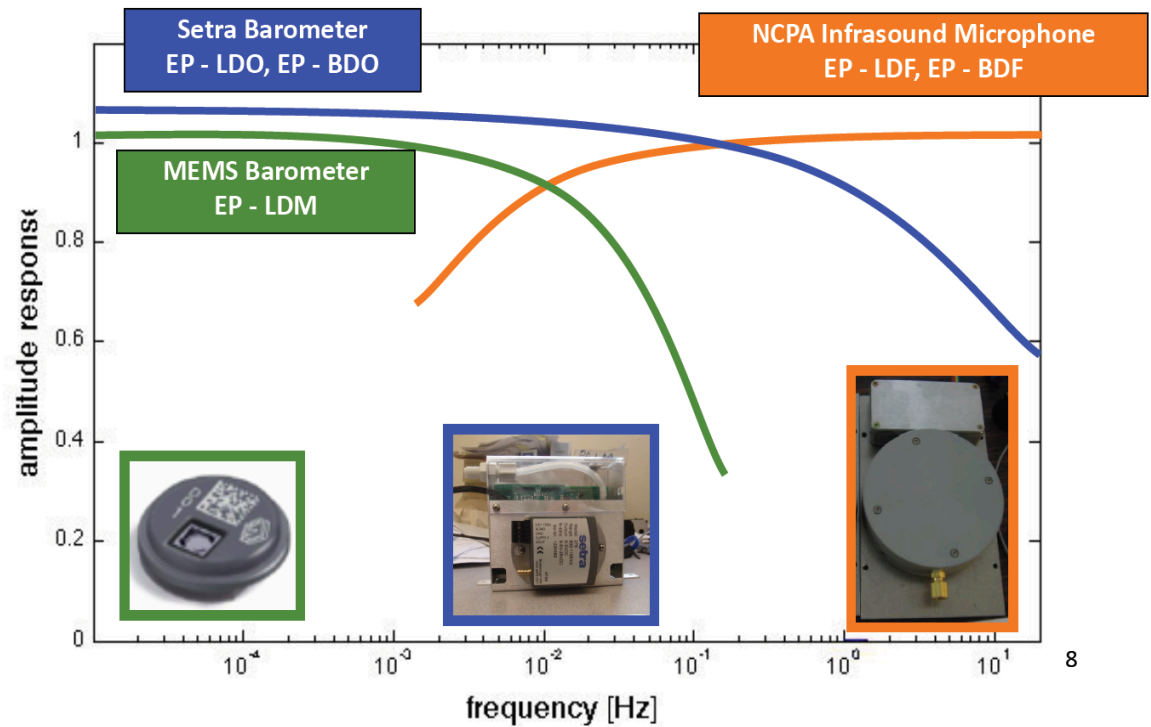 Setra Barometer
EP - LDO, EP - BDO
NCPA Infrasound Microphone
EP - LDF, EP - BDF
MEMS Barometer
EP - LDM
amplitude response
1
0.8
0.6
0.4
0.2
0
10⁻⁴
10⁻³
10⁻²
10⁻¹
10⁰
10¹
frequency [Hz]
setra
8